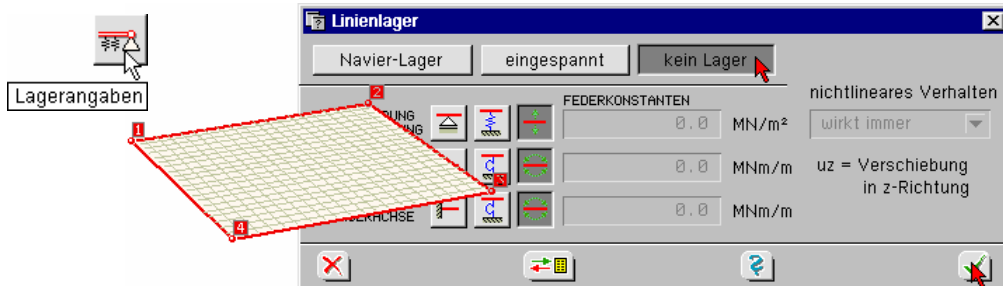 Lagerangaben
Linienlager
Navier-Lager
eingespannt
kein Lager
FEDERKONSTANTEN
0.0 MN/m²
0.0 MNm/m
0.0 MNm/m
nichtlineares Verhalten
wirkt immer
uz = Verschiebung
in z-Richtung
1
2
3
4